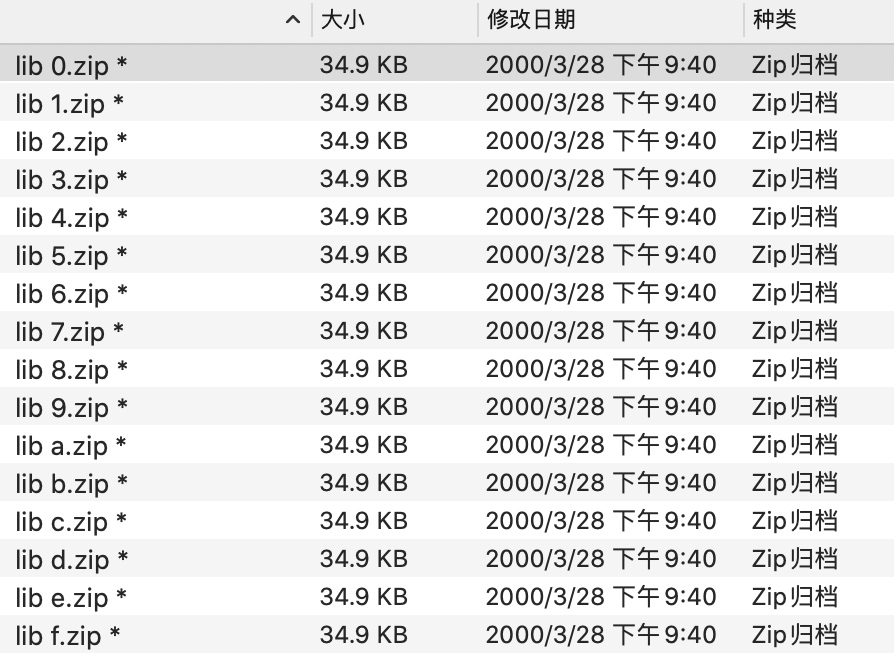 大小 修改日期 种类
lib 0.zip * 34.9 KB 2000/3/28 下午9:40 Zip归档
lib 1.zip * 34.9 KB 2000/3/28 下午9:40 Zip归档
lib 2.zip * 34.9 KB 2000/3/28 下午9:40 Zip归档
lib 3.zip * 34.9 KB 2000/3/28 下午9:40 Zip归档
lib 4.zip * 34.9 KB 2000/3/28 下午9:40 Zip归档
lib 5.zip * 34.9 KB 2000/3/28 下午9:40 Zip归档
lib 6.zip * 34.9 KB 2000/3/28 下午9:40 Zip归档
lib 7.zip * 34.9 KB 2000/3/28 下午9:40 Zip归档
lib 8.zip * 34.9 KB 2000/3/28 下午9:40 Zip归档
lib 9.zip * 34.9 KB 2000/3/28 下午9:40 Zip归档
lib a.zip * 34.9 KB 2000/3/28 下午9:40 Zip归档
lib b.zip * 34.9 KB 2000/3/28 下午9:40 Zip归档
lib c.zip * 34.9 KB 2000/3/28 下午9:40 Zip归档
lib d.zip * 34.9 KB 2000/3/28 下午9:40 Zip归档
lib e.zip * 34.9 KB 2000/3/28 下午9:40 Zip归档
lib f.zip * 34.9 KB 2000/3/28 下午9:40 Zip归档